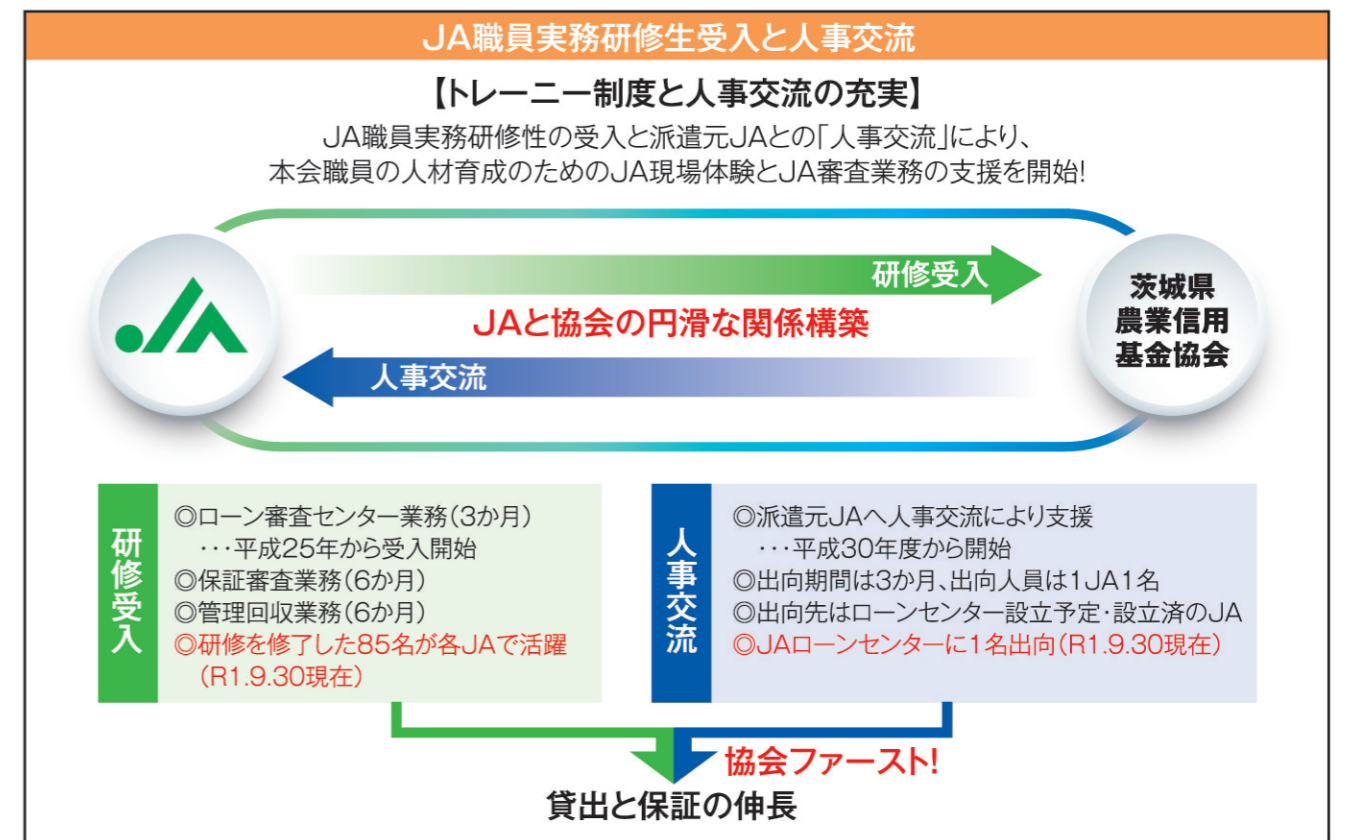 JA職員実務研修生受入と人事交流
【トレーニー制度と人事交流の充実】
JA職員実務研修性の受入と派遣元JAとの「人事交流」により、
本会職員の人材育成のためのJA現場体験とJA審査業務の支援を開始!
研修受入
JAと協会の円滑な関係構築
人事交流
JA
茨城県
農業信用
基金協会
研修受入
◎ローン審査センター業務(3か月)
・・・平成25年から受入開始
◎保証審査業務(6か月)
◎管理回収業務(6か月)
◎研修を修了した85名が各JAで活躍
(R1.9.30現在)
人事交流
◎派遣元JAへ人事交流により支援
・・・平成30年度から開始
◎出向期間は3か月、出向人員は1JA1名
◎出向先はローンセンター設立予定・設立済のJA
◎JAローンセンターに1名出向(R1.9.30現在)
協会ファースト!
貸出と保証の伸長